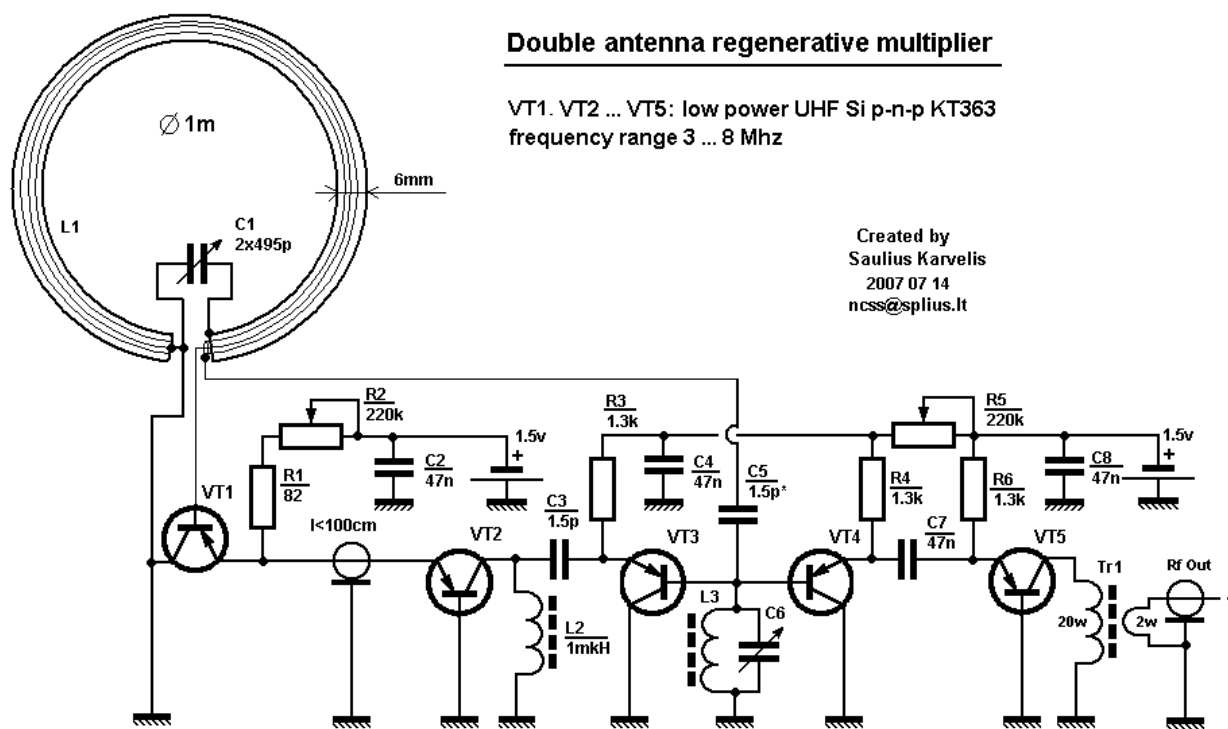 Double antenna regenerative multiplier
VT1. VT2 ... VT5: low power UHF Si p-n-p KT363
frequency range 3 ... 8 Mhz
Ø 1m
6mm
L1
C1
2x495p
Created by
Saulius Karvelis
2007 07 14
ncss@splius.lt
R2
220k
1.5v
+
C2
47n
R1
82
VT1
l<100cm
VT2
C3
1.5p
L2
1mkH
R3
1.3k
C4
47n
C5
1.5p*
VT3
L3
C6
VT4
R4
1.3k
R5
220k
R6
1.3k
C7
47n
C8
47n
1.5v
+
VT5
Tr1
20w
2w
Rf Out